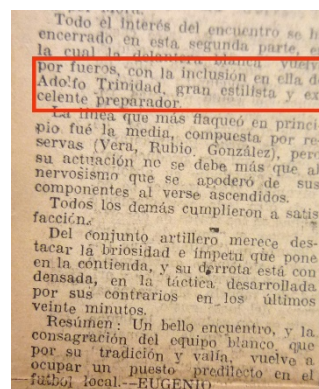 Todo el interés del encuentro se h
encerrado en esta segunda parte, e
la cual la delantera blanca vuelv
por fueros, con la inclusión en ella d
Adolfo Trinidad, gran estilista y ex
celente preparador.
La línea que más flaqueó en princi
pio fué la media, compuesta por re-
servas (Vera, Rubio González), pero
su actuación no se debe más que al
nervosismo que se apoderó de sus
componentes al verse ascendidos.
Todos los demás cumplieron a satis
facción.
Del conjunto artillero merece des-
tacar la briosidad e ímpetu que pone
en la contienda, y su derrota está con
densada, en la táctica desarrollada
por sus contrarios en los últimos
veinte minutos.
Resúmen: Un bello encuentro, y la
consagración del equipo blanco, que
por su tradición y valía, vuelve a
ocupar un puesto predilecto en el
futbol local.--EUGENIO